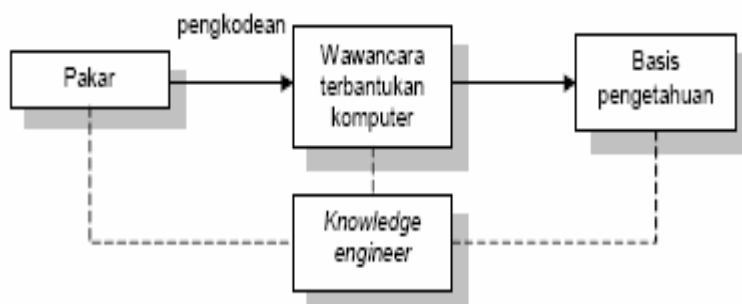 pengkodean
Pakar
Wawancara
terbantukan
komputer
Basis
pengetahuan
Knowledge
engineer